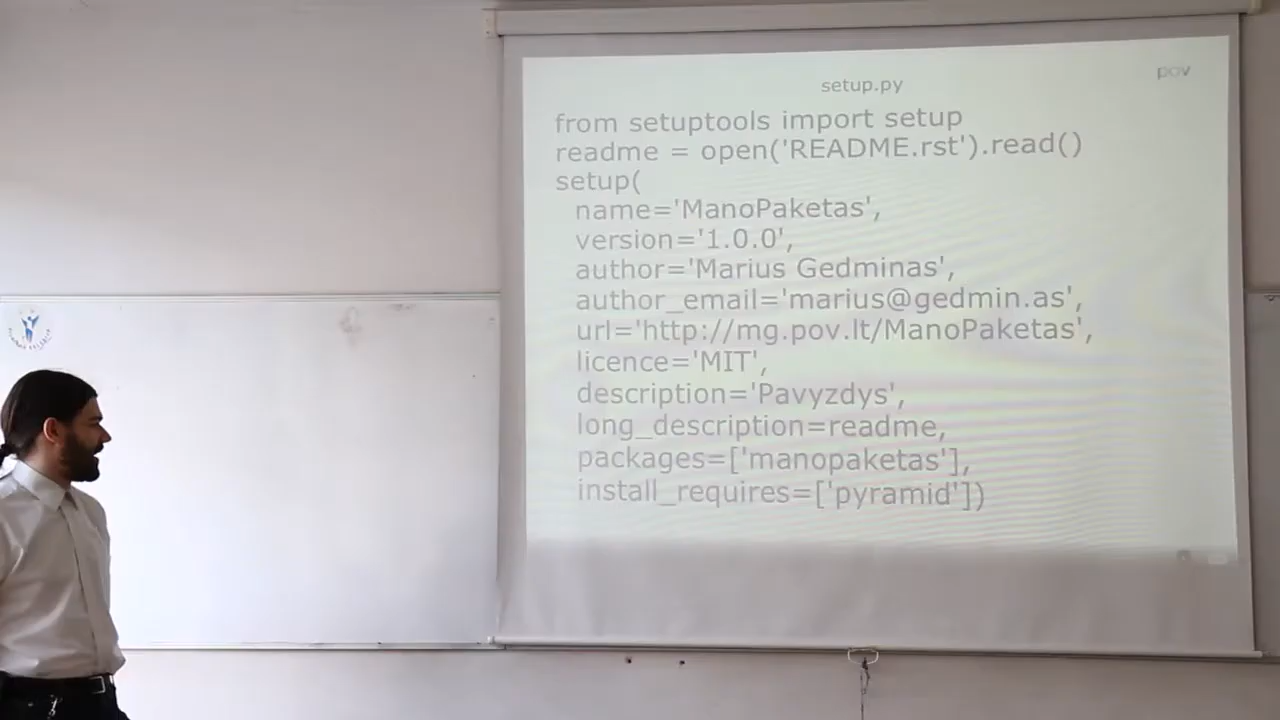 setup.py
pov
from setuptools import setup
readme = open('README.rst').read()
setup(
name='ManoPaketas',
version='1.0.0',
author='Marius Gedminas',
author_email='marius@gedmin.as',
url='http://mg.pov.lt/ManoPaketas',
licence='MIT',
description='Pavyzdys',
long_description=readme,
packages=['manopaketas'],
install_requires=['pyramid'])